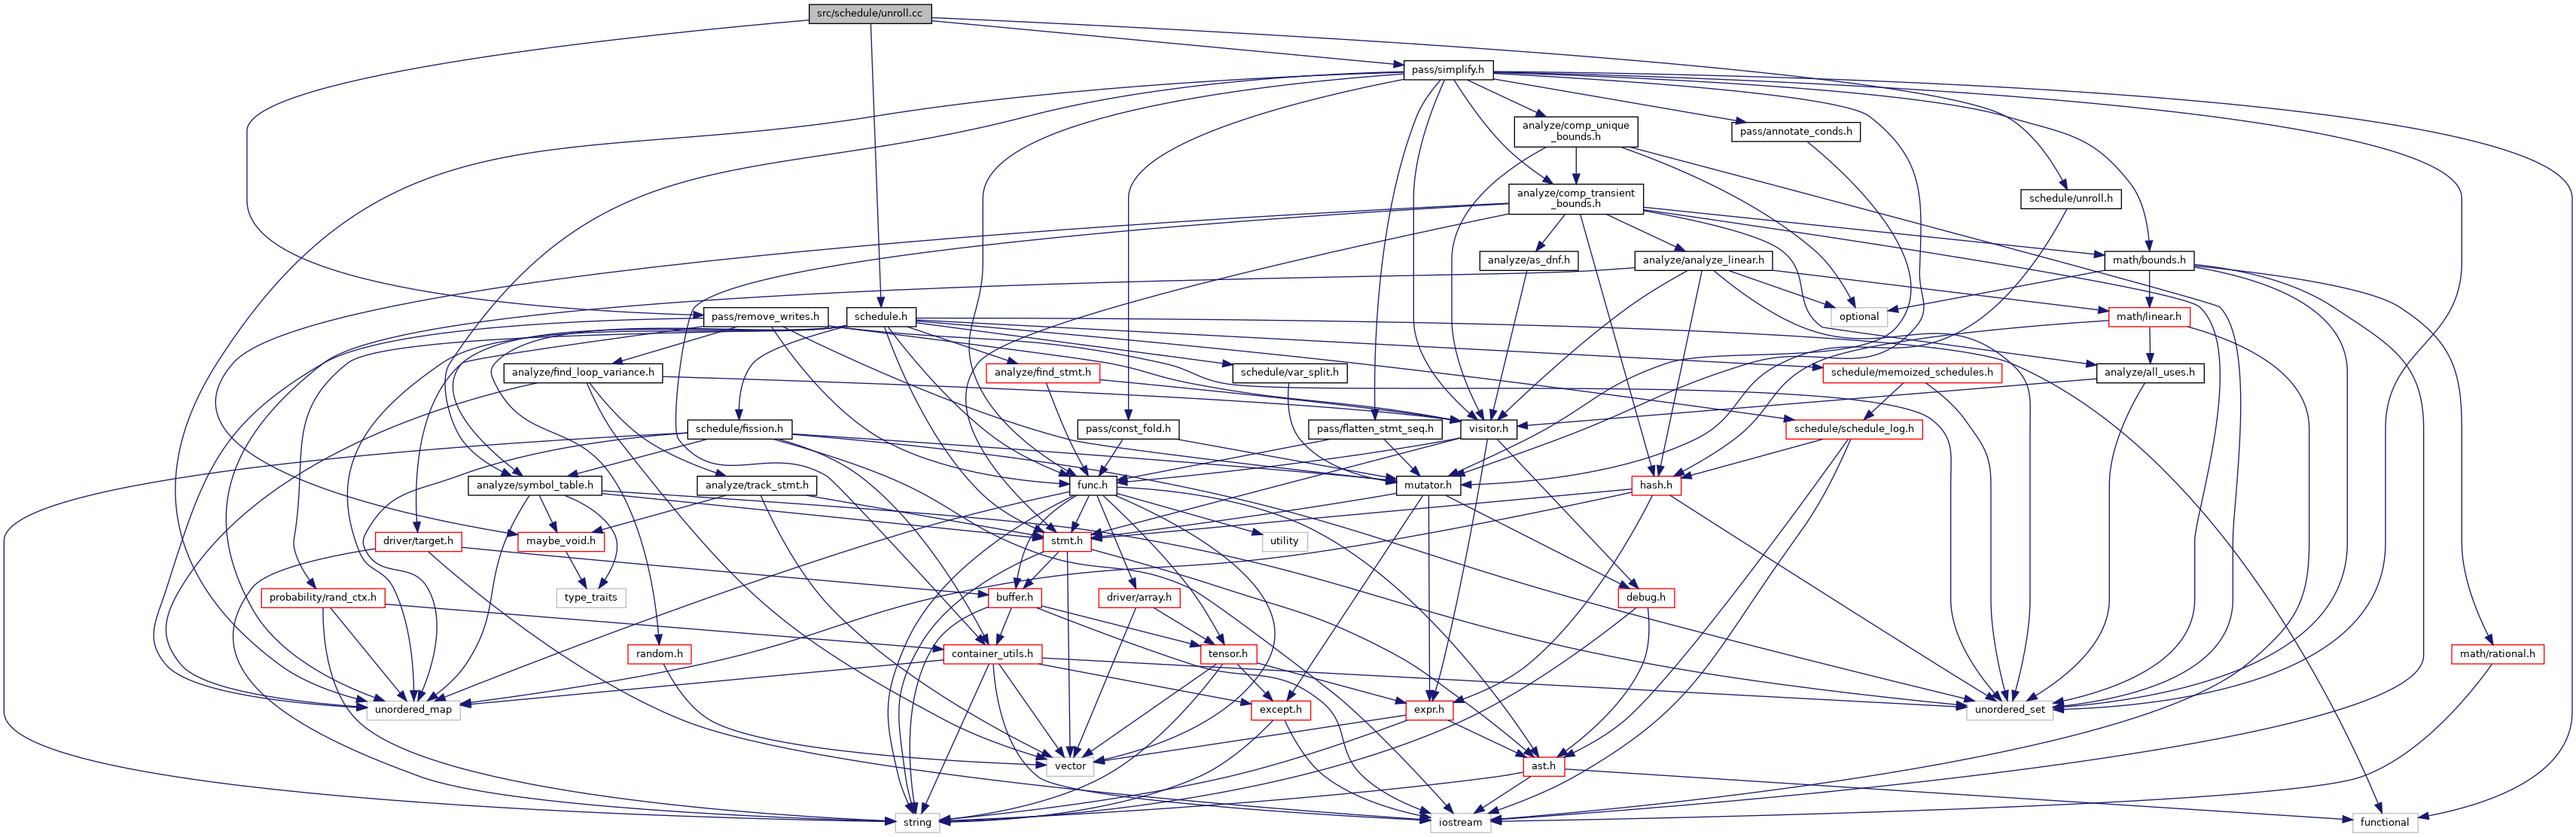 src/schedule/unroll.cc
pass/simplify.h
analyze/comp_unique
_bounds.h
pass/annotate_conds.h
analyze/comp_transient
_bounds.h
schedule/unroll.h
analyze/as_dnf.h
analyze/analyze_linear.h
math/bounds.h
pass/remove_writes.h
schedule.h
optional
math/linear.h
analyze/find_loop_variance.h
analyze/find_stmt.h
schedule/var_split.h
schedule/memoized_schedules.h
analyze/all_uses.h
schedule/fission.h
pass/const_fold.h
pass/flatten_stmt_seq.h
visitor.h
schedule/schedule_log.h
analyze/symbol_table.h
analyze/track_stmt.h
func.h
mutator.h
hash.h
driver/target.h
maybe_void.h
stmt.h
utility
probability/rand_ctx.h
type_traits
buffer.h
driver/array.h
debug.h
random.h
container_utils.h
tensor.h
math/rational.h
unordered_map
except.h
expr.h
unordered_set
vector
ast.h
string
iostream
functional